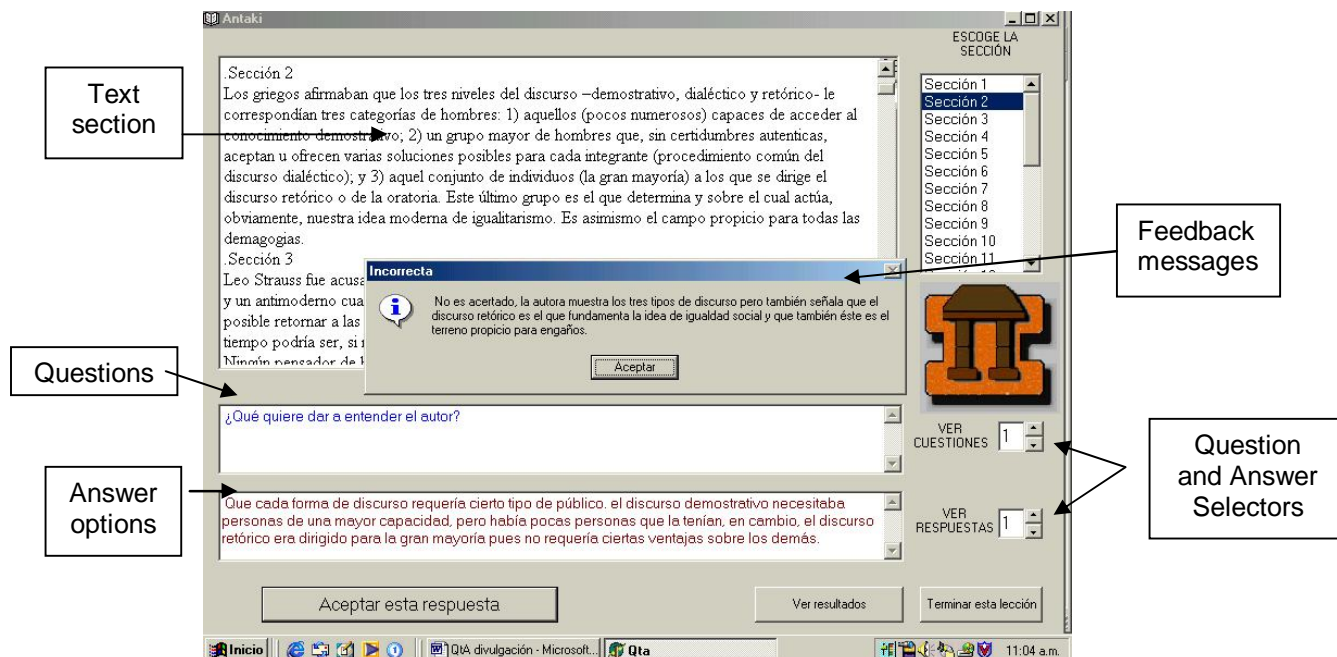 Antaki
ESCOGE LA
SECCIÓN
Text
section
.Sección 2
Los griegos afirmaban que los tres niveles del discurso –demostrativo, dialéctico y retórico- le
correspondían tres categorías de hombres: 1) aquellos (pocos numerosos) capaces de acceder al
conocimiento demostrativo; 2) un grupo mayor de hombres que, sin certidumbres autenticas,
aceptan u ofrecen varias soluciones posibles para cada integrante (procedimiento común del
discurso dialéctico); y 3) aquel conjunto de individuos (la gran mayoría) a los que se dirige el
discurso retórico o de la oratoria. Este último grupo es el que determina y sobre el cual actúa,
obviamente, nuestra idea moderna de igualitarismo. Es asimismo el campo propicio para todas las
demagogias.
.Sección 3
Leo Strauss fue acusa
y un antimoderno cua
posible retornar a las
tiempo podría ser, si
Ningún pensador de
Sección 1
Sección 2
Sección 3
Sección 4
Sección 5
Sección 6
Sección 7
Sección 8
Sección 9
Sección 10
Sección 11
Feedback
messages
Incorrecta
No es acertado, la autora muestra los tres tipos de discurso pero también señala que el
discurso retórico es el que fundamenta la idea de igualdad social y que también éste es el
terreno propicio para engaños.
Aceptar
Questions
¿Qué quiere dar a entender el autor?
VER
CUESTIONES 1
Question
and Answer
Selectors
Answer
options
Que cada forma de discurso requería cierto tipo de público. el discurso demostrativo necesitaba
personas de una mayor capacidad, pero había pocas personas que la tenían, en cambio, el discurso
retórico era dirigido para la gran mayoría pues no requería ciertas ventajas sobre los demás.
VER
RESPUESTAS 1
Aceptar esta respuesta
Ver resultados
Terminar esta lección
Inicio
QtA divulgación - Microsoft...
Qta
11:04 a.m.